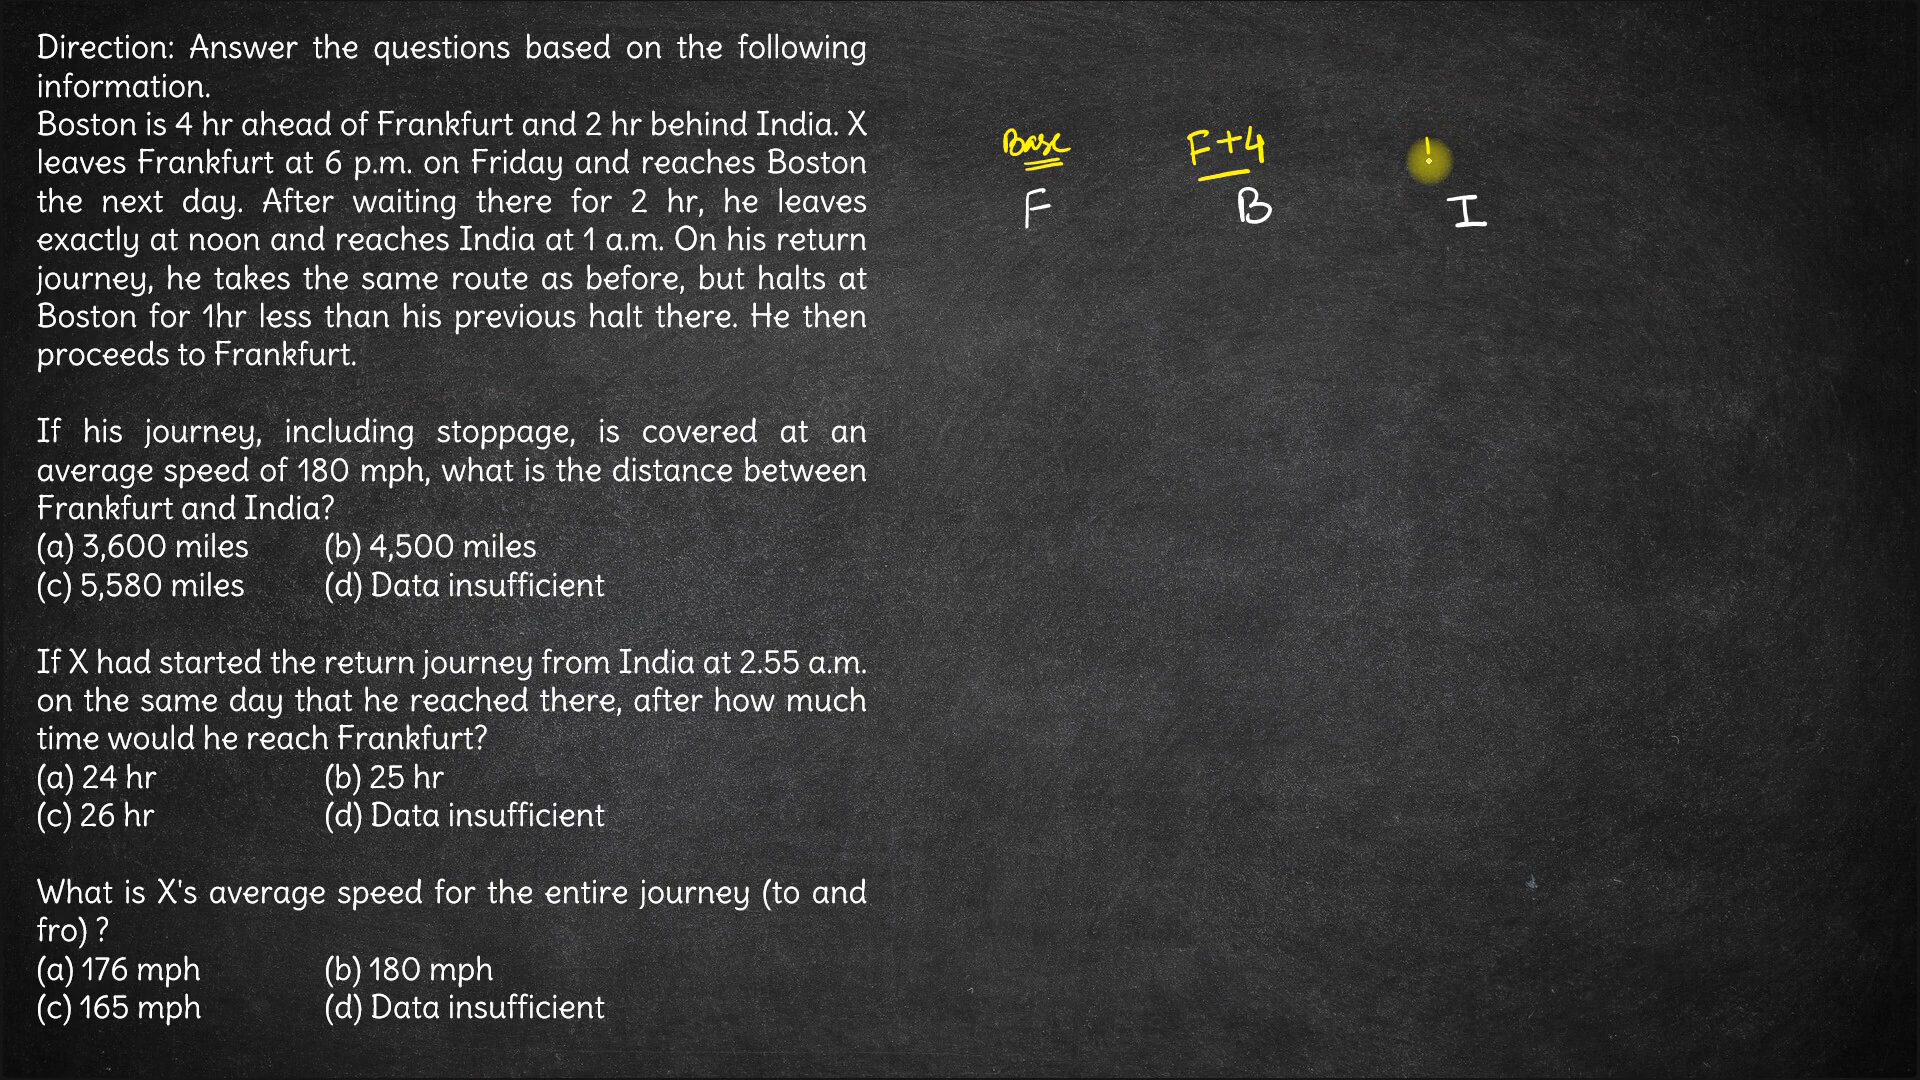 Direction: Answer the questions based on the following
information.
Boston is 4 hr ahead of Frankfurt and 2 hr behind India. X
leaves Frankfurt at 6 p.m. on Friday and reaches Boston
the next day. After waiting there for 2 hr, he leaves
exactly at noon and reaches India at 1 a.m. On his return
journey, he takes the same route as before, but halts at
Boston for 1hr less than his previous halt there. He then
proceeds to Frankfurt.
If his journey, including stoppage, is covered at an
average speed of 180 mph, what is the distance between
Frankfurt and India?
(a) 3,600 miles (b) 4,500 miles
(c) 5,580 miles (d) Data insufficient
If X had started the return journey from India at 2.55 a.m.
on the same day that he reached there, after how much
time would he reach Frankfurt?
(a) 24 hr (b) 25 hr
(c) 26 hr (d) Data insufficient
What is X's average speed for the entire journey (to and
fro) ?
(a) 176 mph (b) 180 mph
(c) 165 mph (d) Data insufficient
Base F+4
F B I